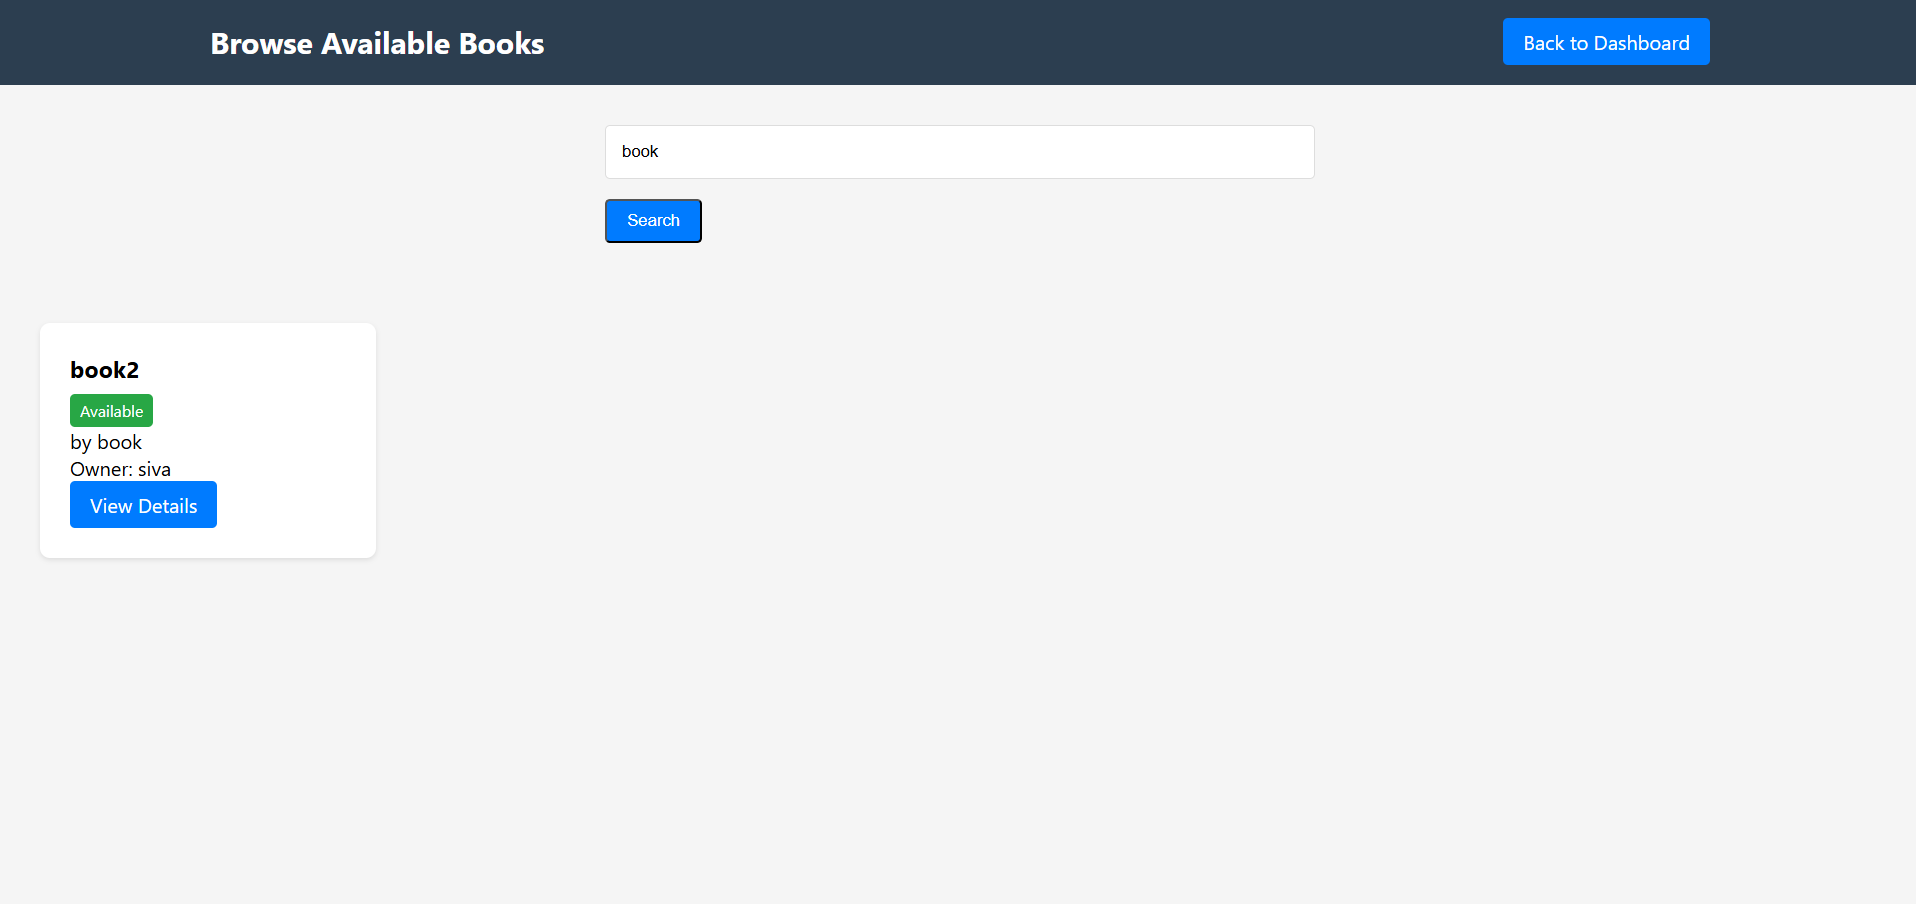 Browse Available Books
Back to Dashboard
book
Search
book2
Available
by book
Owner: siva
View Details